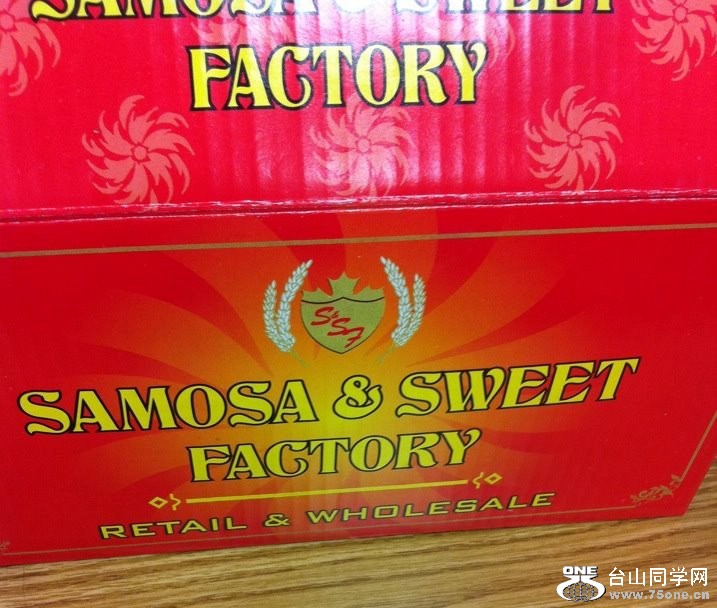 SAMOSA & SWEET
FACTORY
S&SF
SAMOSA & SWEET
FACTORY
RETAIL & WHOLESALE
ONE 台山同学网
www.75one.cn